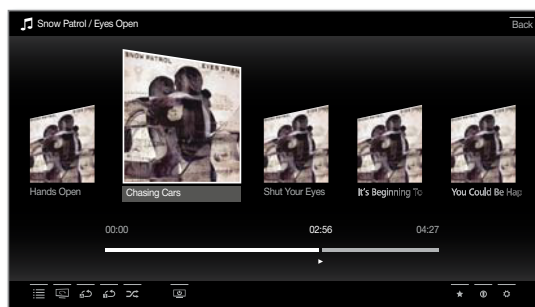 Snow Patrol / Eyes Open
Back
SNOW PATROL EYES OPEN
Hands Open
Chasing Cars
Shut Your Eyes
It's Beginning To
You Could Be Hap
00:00 02:56 04:27